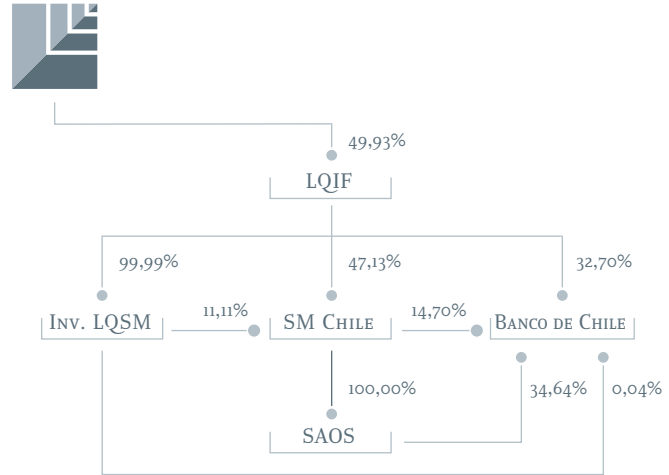 49,93%
LQIF
99,99%
47,13%
32,70%
Inv. LQSM
11,11%
SM Chile
14,70%
Banco de Chile
100,00%
34,64%
0,04%
SAOS